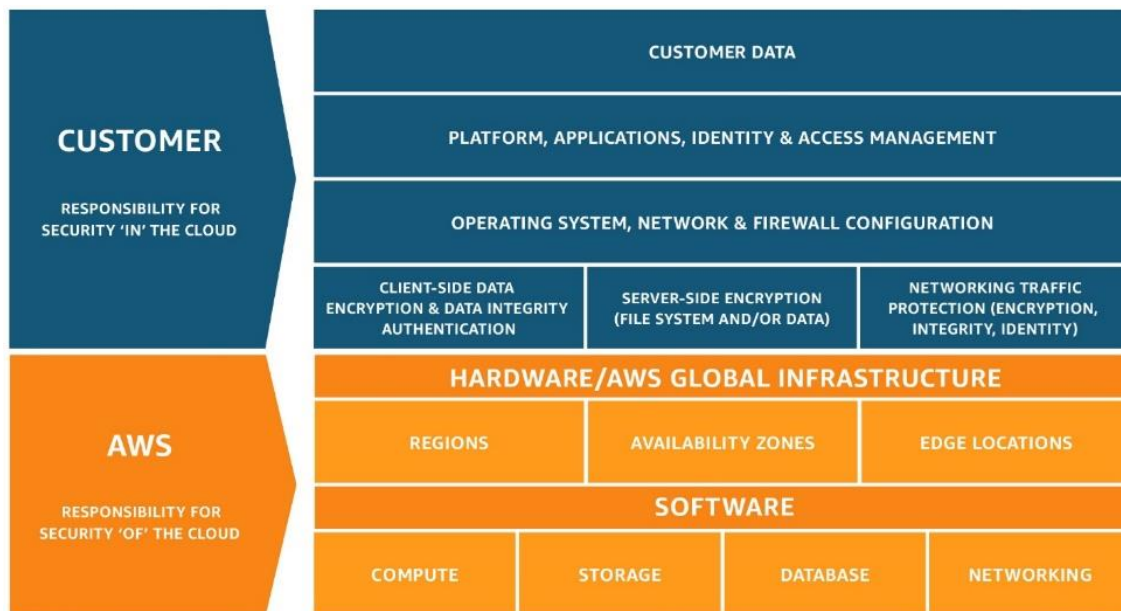 CUSTOMER
RESPONSIBILITY FOR
SECURITY ‘IN’ THE CLOUD
CUSTOMER DATA
PLATFORM, APPLICATIONS, IDENTITY & ACCESS MANAGEMENT
OPERATING SYSTEM, NETWORK & FIREWALL CONFIGURATION
CLIENT-SIDE DATA
ENCRYPTION & DATA INTEGRITY
AUTHENTICATION
SERVER-SIDE ENCRYPTION
(FILE SYSTEM AND/OR DATA)
NETWORKING TRAFFIC
PROTECTION (ENCRYPTION,
INTEGRITY, IDENTITY)
AWS
RESPONSIBILITY FOR
SECURITY ‘OF’ THE CLOUD
HARDWARE/AWS GLOBAL INFRASTRUCTURE
REGIONS
AVAILABILITY ZONES
EDGE LOCATIONS
SOFTWARE
COMPUTE
STORAGE
DATABASE
NETWORKING